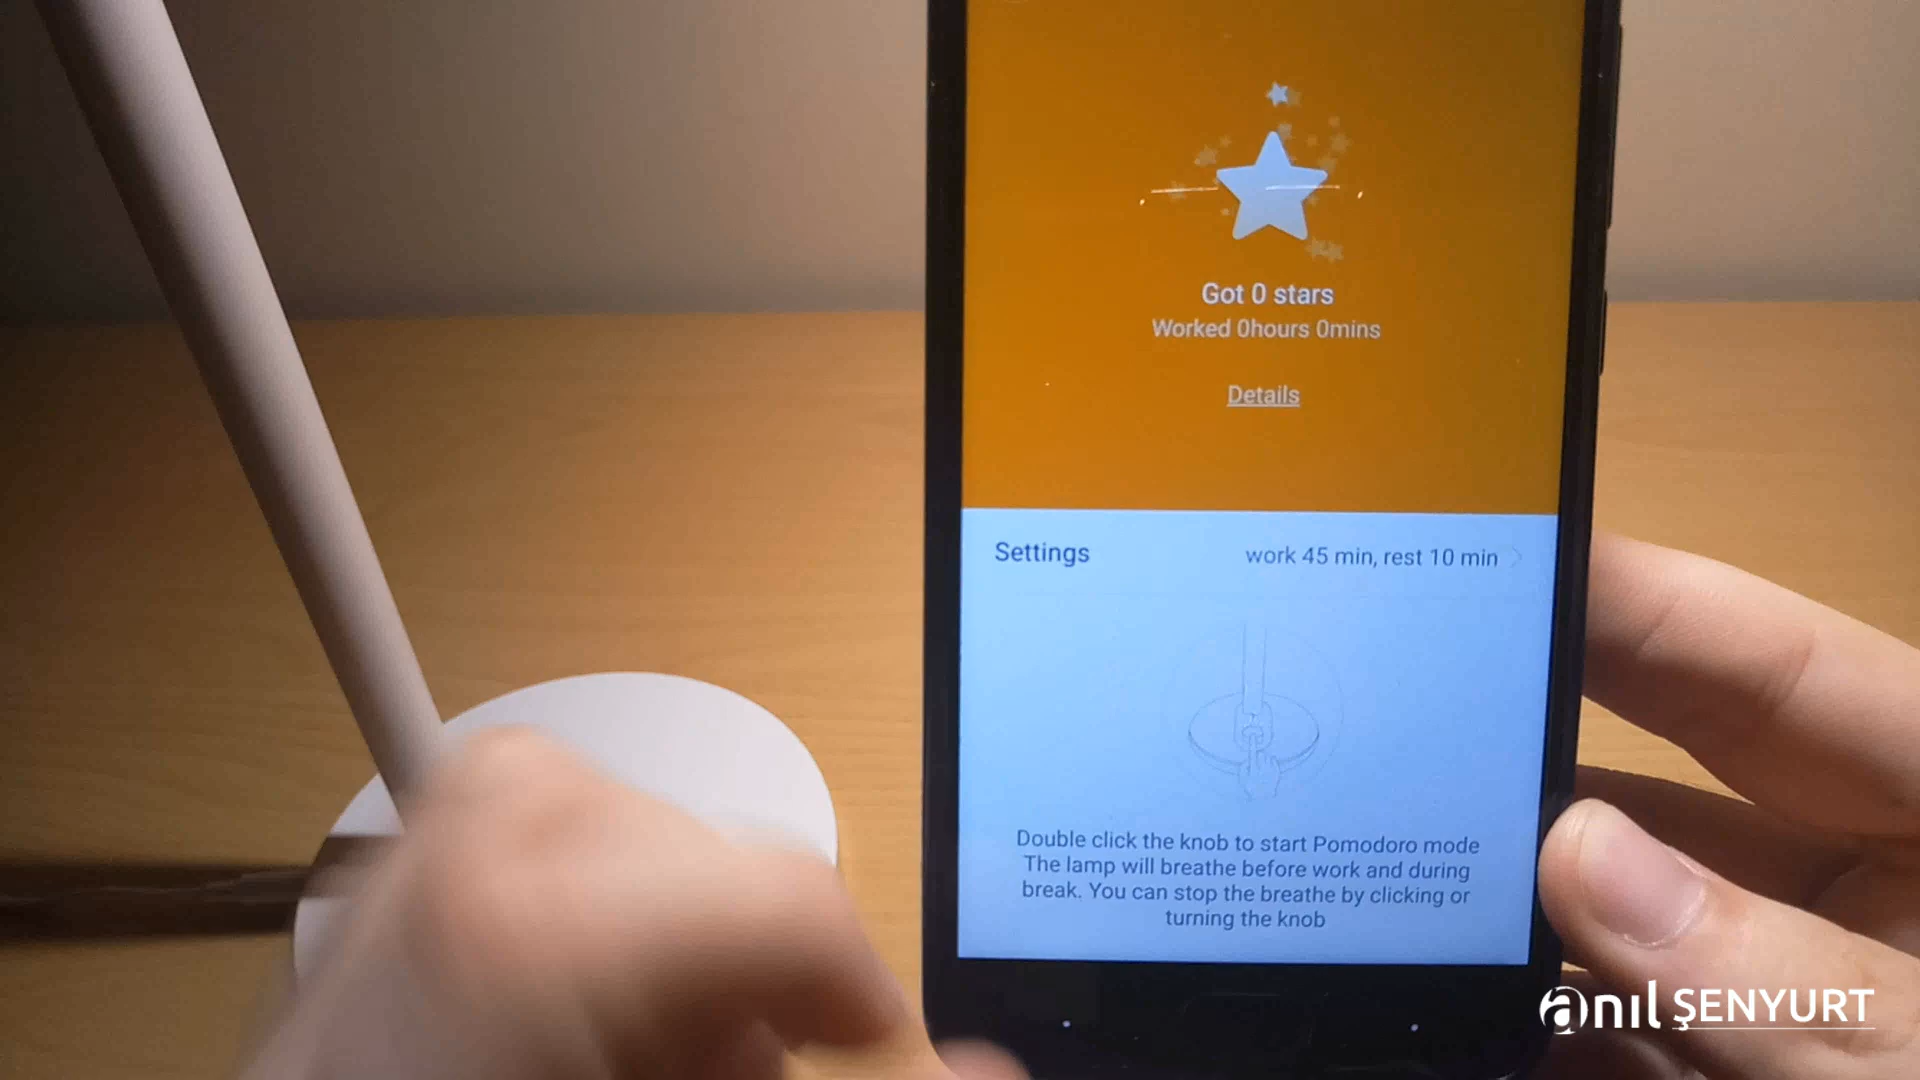 Got 0 stars
Worked 0hours 0mins
Details
Settings
work 45 min, rest 10 min
Double click the knob to start Pomodoro mode
The lamp will breathe before work and during
break. You can stop the breathe by clicking or
turning the knob
anıl ŞENYURT